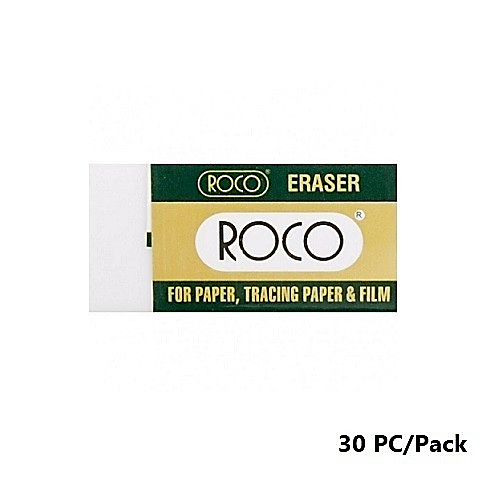 ROCO ERASER
ROCO ®
FOR PAPER, TRACING PAPER & FILM
30 PC/Pack